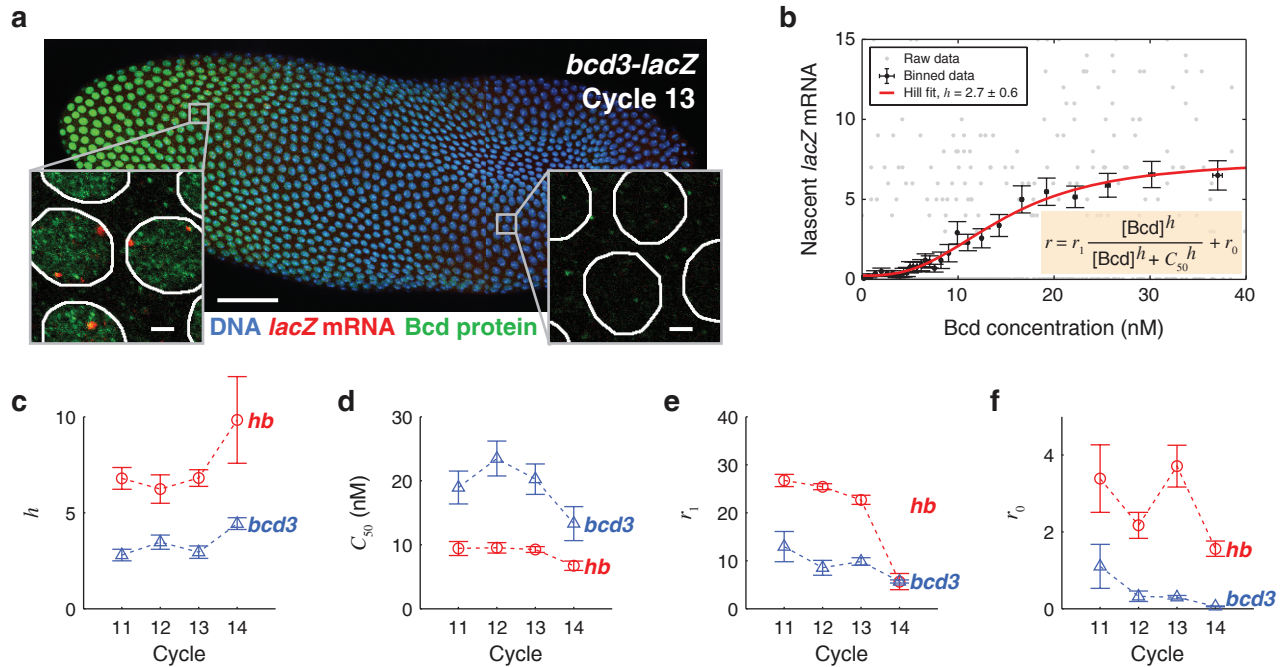 a
bcd3-lacZ
Cycle 13
DNA lacZ mRNA Bcd protein
b
Nascent lacZ mRNA
15
10
5
0
Raw data
Binned data
Hill fit, h = 2.7 ± 0.6
r = r₁ [Bcd]ʰ / ([Bcd]ʰ + C₅₀ʰ) + r₀
0 10 20 30 40
Bcd concentration (nM)
c
h
10
5
0
hb
bcd3
11 12 13 14
Cycle
d
C₅₀ (nM)
30
20
10
0
bcd3
hb
11 12 13 14
Cycle
e
r₁
40
30
20
10
0
hb
bcd3
11 12 13 14
Cycle
f
r₀
4
2
0
hb
bcd3
11 12 13 14
Cycle